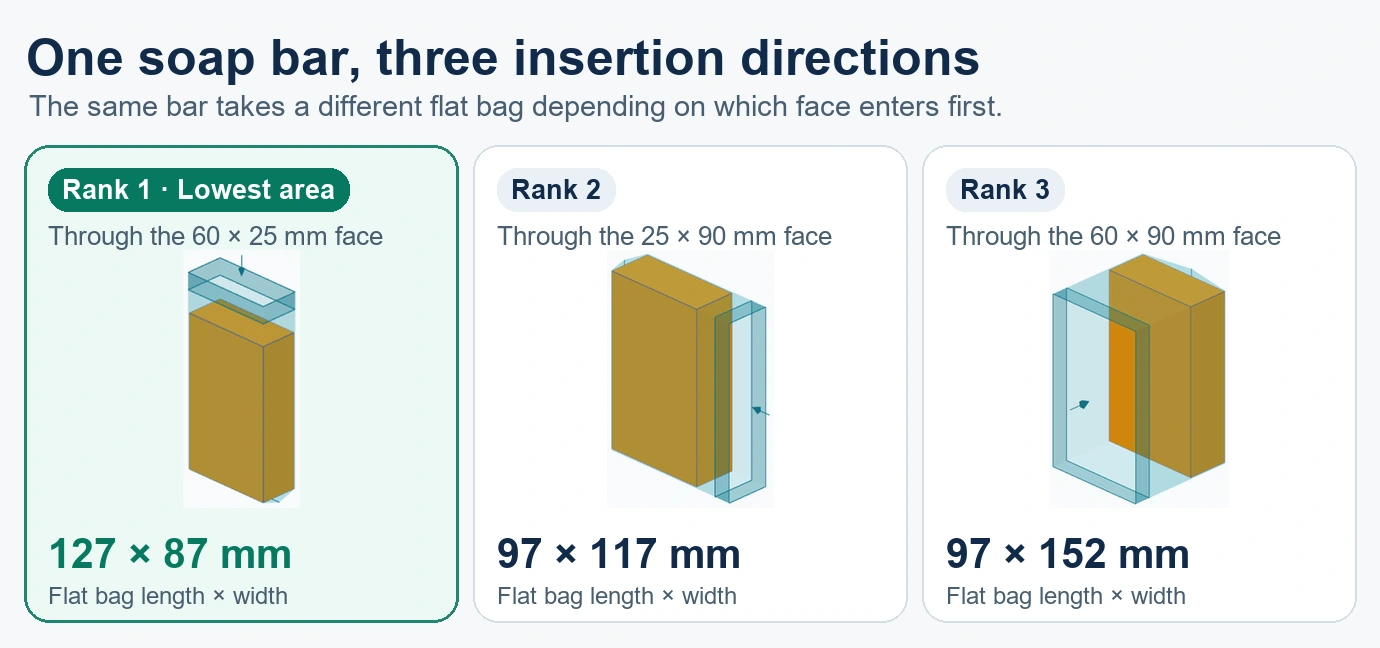 One soap bar, three insertion directions
The same bar takes a different flat bag depending on which face enters first.
Rank 1 · Lowest area
Through the 60 × 25 mm face
127 × 87 mm
Flat bag length × width
Rank 2
Through the 25 × 90 mm face
97 × 117 mm
Flat bag length × width
Rank 3
Through the 60 × 90 mm face
97 × 152 mm
Flat bag length × width